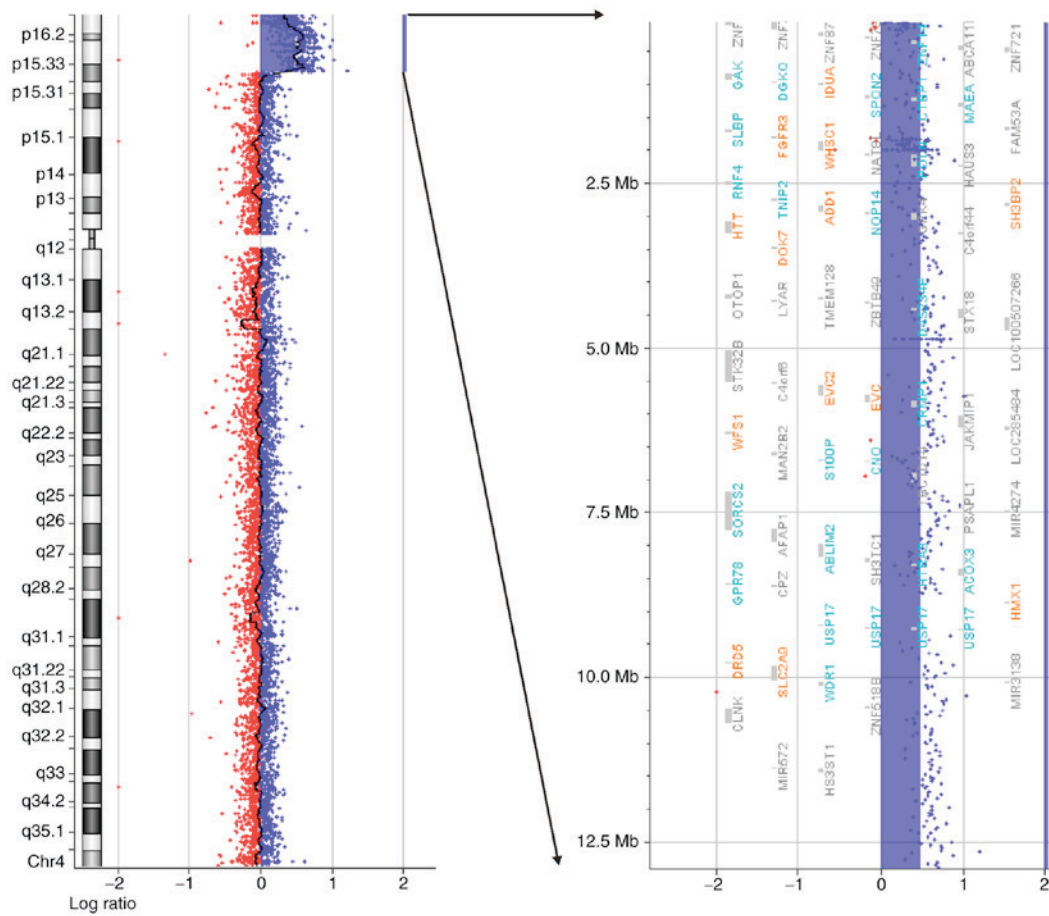 p16.2
p15.33
p15.31
p15.1
p14
p13
q12
q13.1
q13.2
q21.1
q21.22
q21.3
q22.2
q23
q25
q26
q27
q28.2
q31.1
q31.22
q31.3
q32.1
q32.2
q33
q34.2
q35.1
Chr4
-2 -1 0 1 2
Log ratio
2.5 Mb
5.0 Mb
7.5 Mb
10.0 Mb
12.5 Mb
ZNF
GAK
SLBP
RNF4
HTT
OTOP1
STK32B
WFS1
SORCS2
GPR78
DRD5
CLNK
DGKQ
FGFR3
TNIP2
DOK7
LYAR
C4orf6
MAN2B2
AFAP1
CPZ
SLC2A9
MIR572
ZNF87
IDUA
WHSC1
ADD1
TMEM128
EVC2
S100P
ABLIM2
USP17
WDR1
HS3ST1
SPON2
NOP14
ZBTB49
EVC
CNO
SH3TC1
USP17
ZNF518B
CRMP1
USP17
ABCA11
MAEA
HAUS3
C4orf44
STX18
JAKMIP1
PSAPL1
ACOX3
USP17
ZNF721
FAM53A
SH3BP2
LOC100507266
LOC285484
MIR4274
HMX1
MIR3138
-2 -1 0 1 2